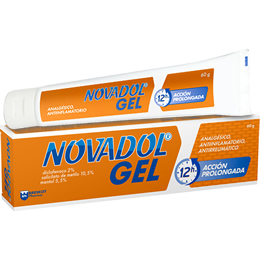 NOVADOL
GEL
60 g
ANALGÉSICO,
ANTIINFLAMATORIO
12h
ACCIÓN
PROLONGADA
NOVADOL
GEL
diclofenaco 2%
salicilato de metilo 10,5%
mentol 5,5%
60 g
ANALGÉSICO,
ANTIINFLAMATORIO,
ANTIRREUMÁTICO
12h
ACCIÓN
PROLONGADA